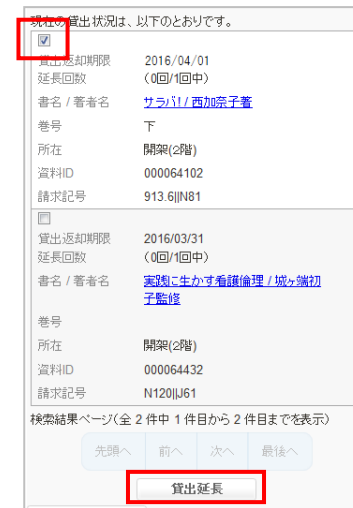 現在の貸出状況は、以下のとおりです。
貸出返却期限 2016/04/01
延長回数 (0回/1回中)
書名 / 著者名 サラバ!/ 西加奈子著
巻号 下
所在 開架(2階)
資料ID 000064102
請求記号 913.6||N81
貸出返却期限 2016/03/31
延長回数 (0回/1回中)
書名 / 著者名 実践に生かす看護倫理 / 城ヶ端初
子監修
巻号
所在 開架(2階)
資料ID 000064432
請求記号 N120||J61
検索結果ページ(全 2 件中 1 件目から 2 件目までを表示)
先頭へ 前へ 次へ 最後へ
貸出延長